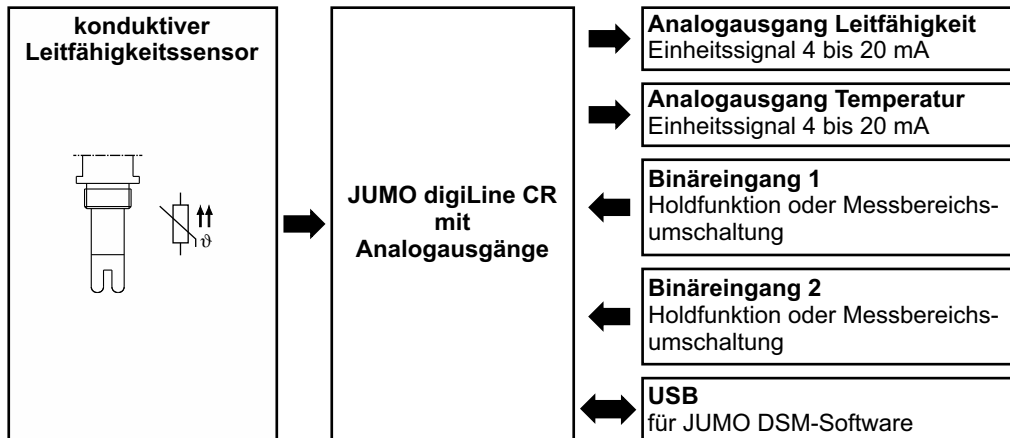 konduktiver
Leitfähigkeitssensor
ϑ
JUMO digiLine CR
mit
Analogausgänge
Analogausgang Leitfähigkeit
Einheitssignal 4 bis 20 mA
Analogausgang Temperatur
Einheitssignal 4 bis 20 mA
Binäreingang 1
Holdfunktion oder Messbereichs-
umschaltung
Binäreingang 2
Holdfunktion oder Messbereichs-
umschaltung
USB
für JUMO DSM-Software